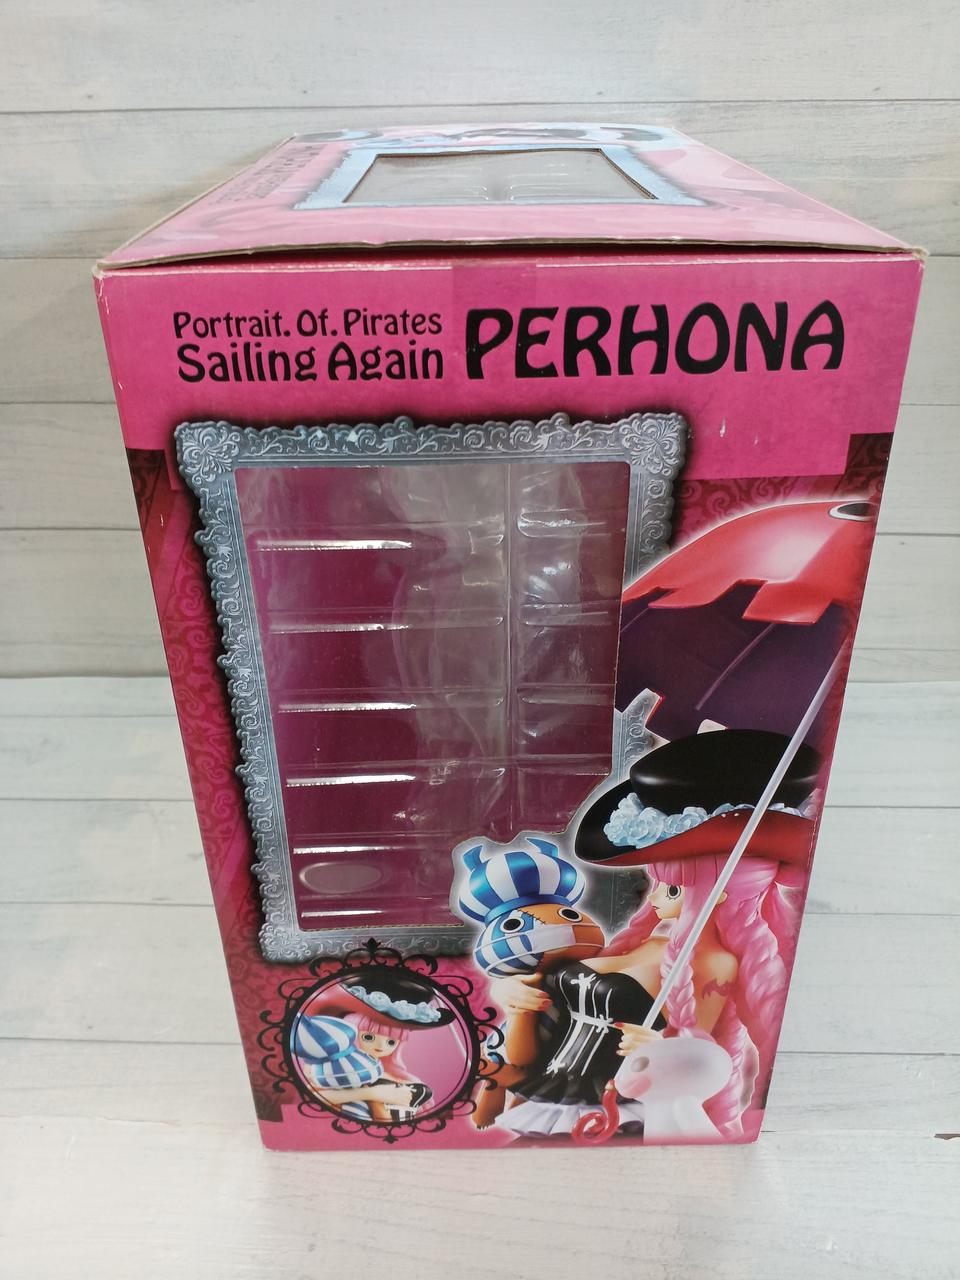 Portrait. Of. Pirates
Sailing Again
PERHONA